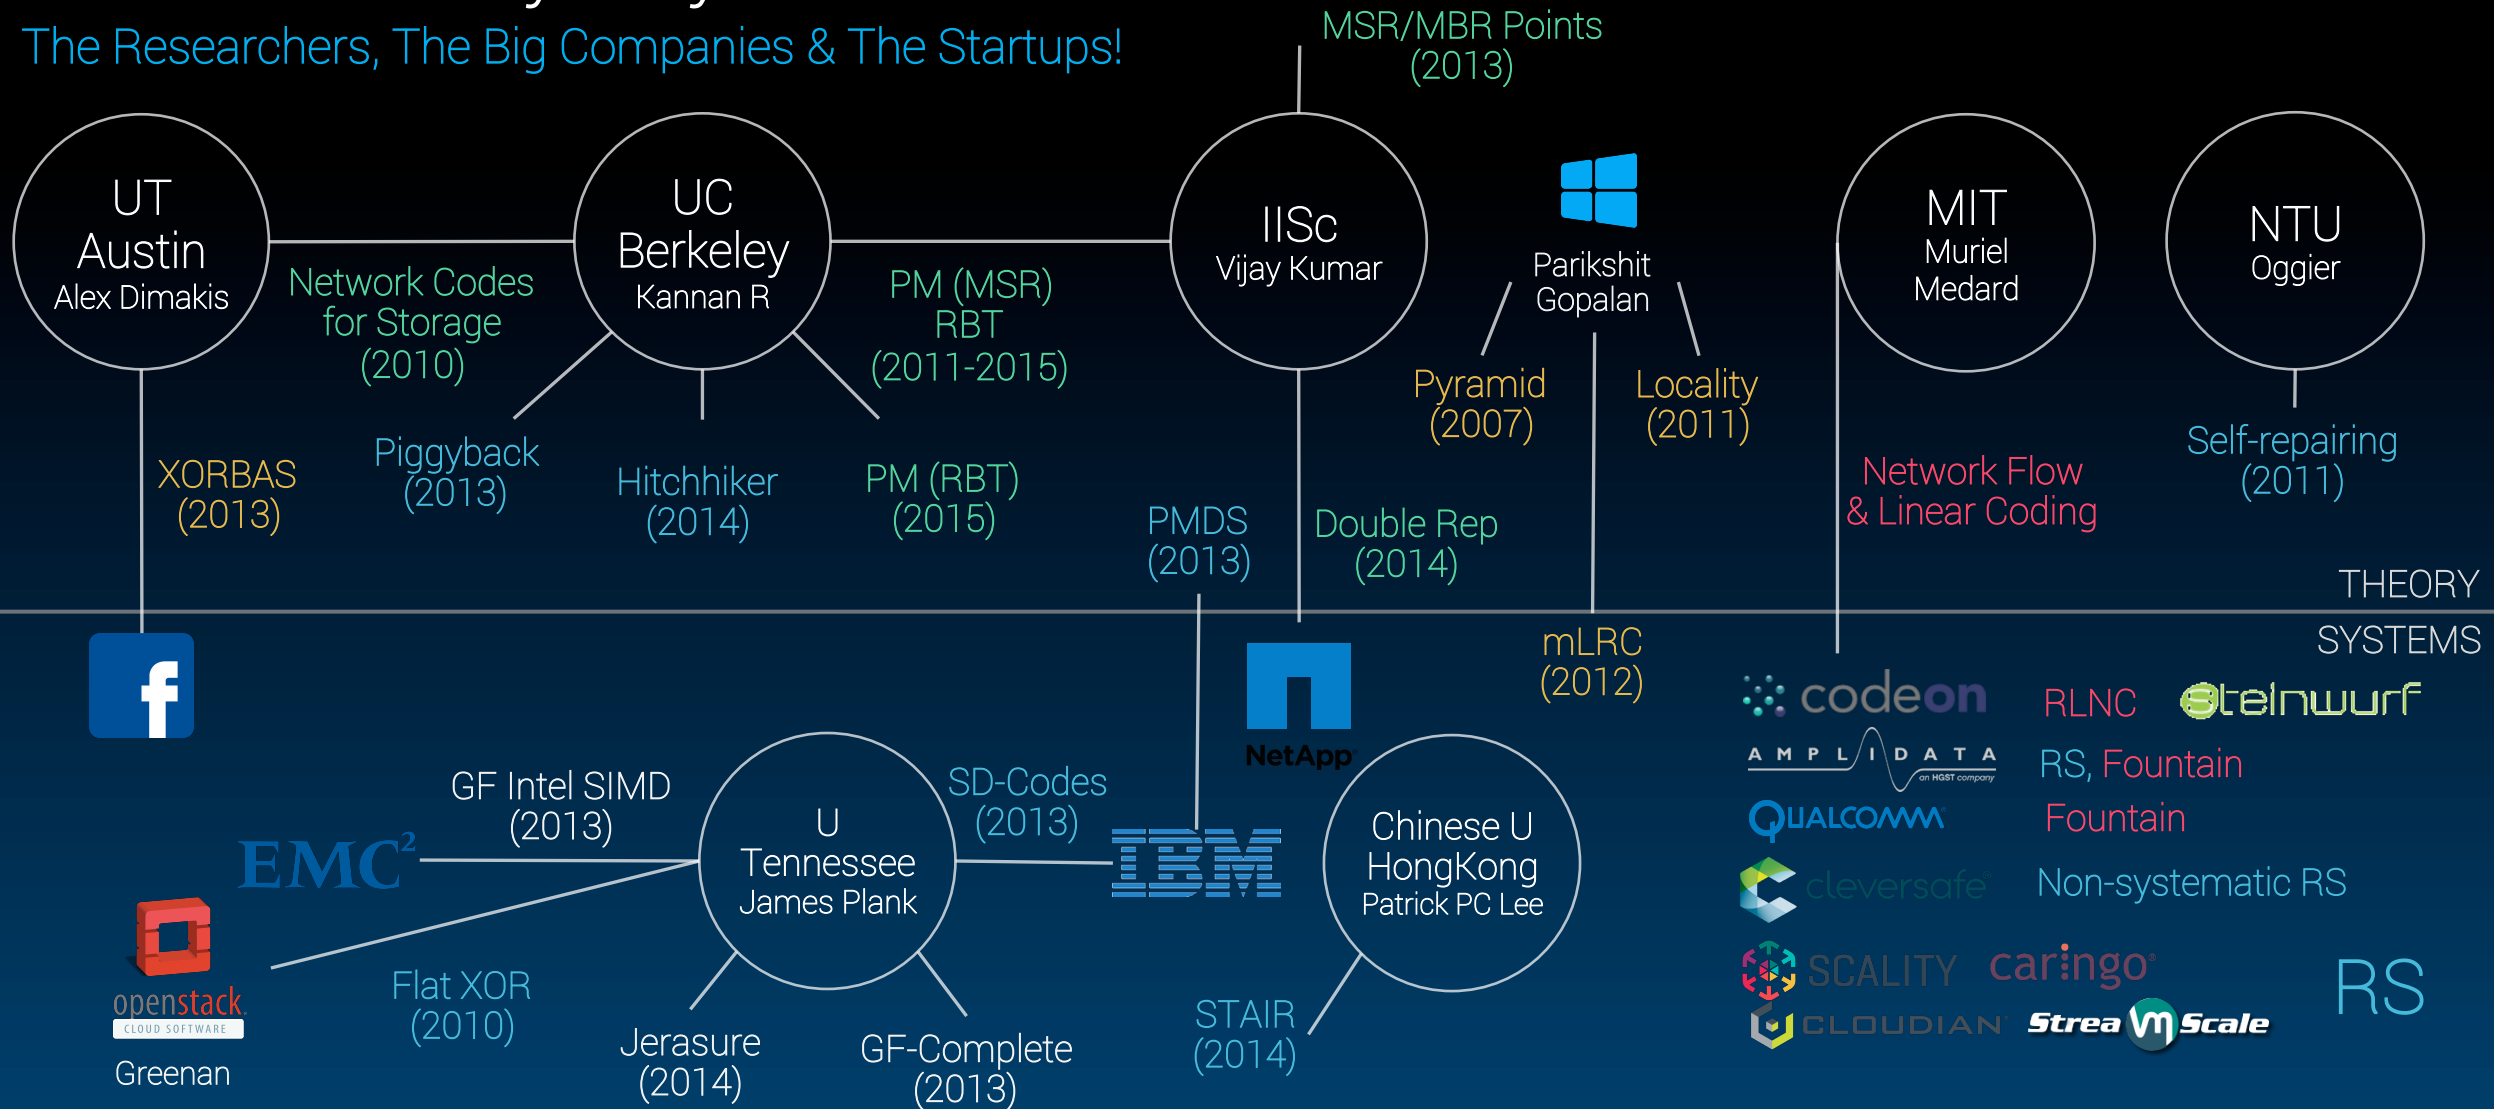 The Researchers, The Big Companies & The Startups!
MSR/MBR Points
(2013)
UT
Austin
Alex Dimakis
Network Codes
for Storage
(2010)
UC
Berkeley
Kannan R
PM (MSR)
RBT
(2011-2015)
IISc
Vijay Kumar
Parikshit
Gopalan
MIT
Muriel
Medard
NTU
Oggier
XORBAS
(2013)
Piggyback
(2013)
Hitchhiker
(2014)
PM (RBT)
(2015)
PMDS
(2013)
Double Rep
(2014)
Pyramid
(2007)
Locality
(2011)
Network Flow
& Linear Coding
Self-repairing
(2011)
THEORY
SYSTEMS
f
NetApp
mLRC
(2012)
codeon
RLNC
steinwurf
AMPLIDATA
an HGST company
RS, Fountain
QUALCOMM
Fountain
cleversafe®
Non-systematic RS
SCALITY
caringo®
CLOUDIAN
StreamScale
RS
GF Intel SIMD
(2013)
EMC²
U
Tennessee
James Plank
SD-Codes
(2013)
IBM
Chinese U
HongKong
Patrick PC Lee
openstack.
CLOUD SOFTWARE
Greenan
Flat XOR
(2010)
Jerasure
(2014)
GF-Complete
(2013)
STAIR
(2014)